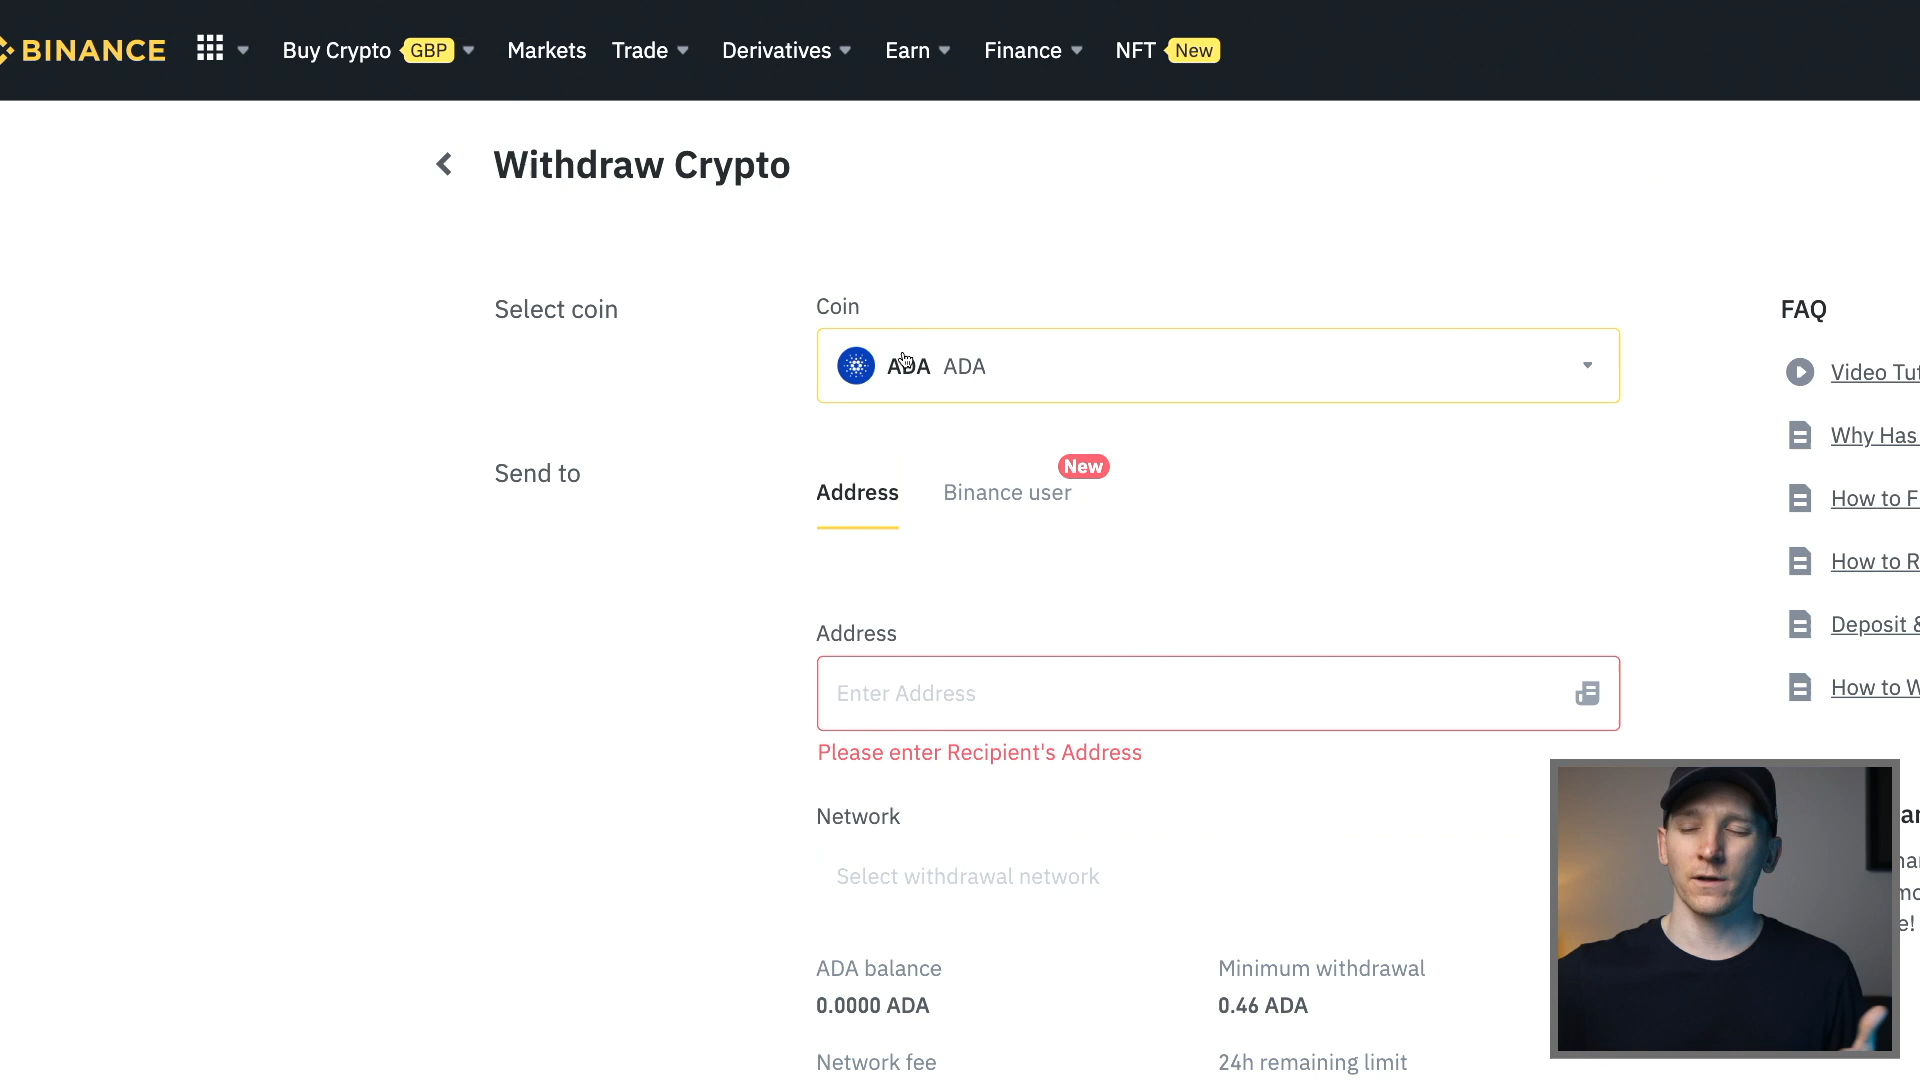 BINANCE Buy Crypto GBP Markets Trade Derivatives Earn Finance NFT New
Withdraw Crypto
Select coin
Coin
FAQ
ADA ADA
Video Tut
Why Has
Send to
New
Address Binance user
How to F
How to R
Deposit &
Address
Enter Address
How to W
Please enter Recipient's Address
Network
Select withdrawal network
ADA balance
0.0000 ADA
Minimum withdrawal
0.46 ADA
Network fee
24h remaining limit